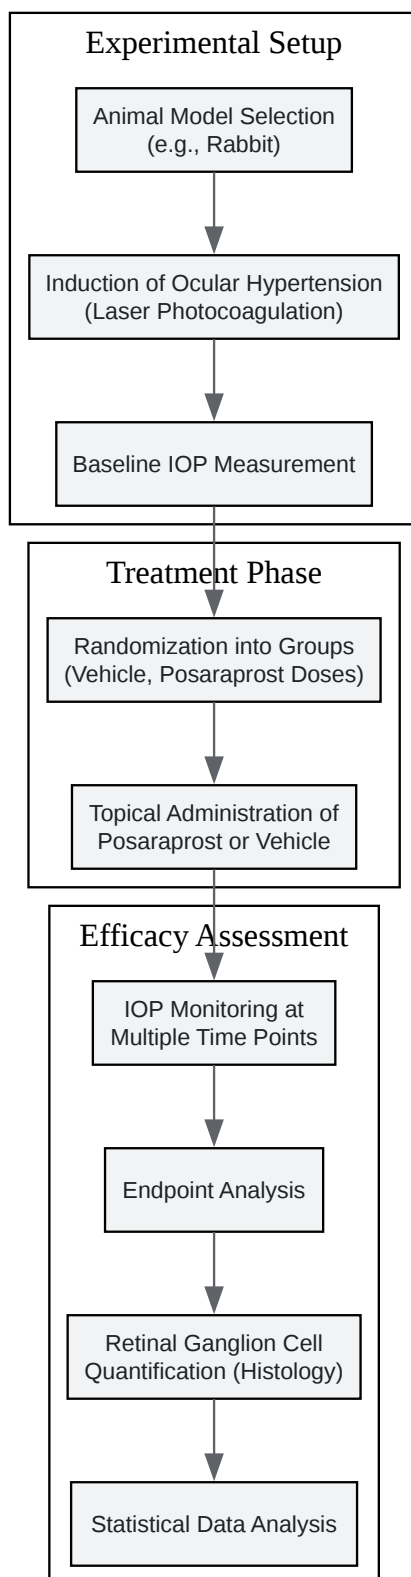 Experimental Setup
Animal Model Selection
(e.g., Rabbit)
Induction of Ocular Hypertension
(Laser Photocoagulation)
Baseline IOP Measurement
Treatment Phase
Randomization into Groups
(Vehicle, Posaraprost Doses)
Topical Administration of
Posaraprost or Vehicle
Efficacy Assessment
IOP Monitoring at
Multiple Time Points
Endpoint Analysis
Retinal Ganglion Cell
Quantification (Histology)
Statistical Data Analysis